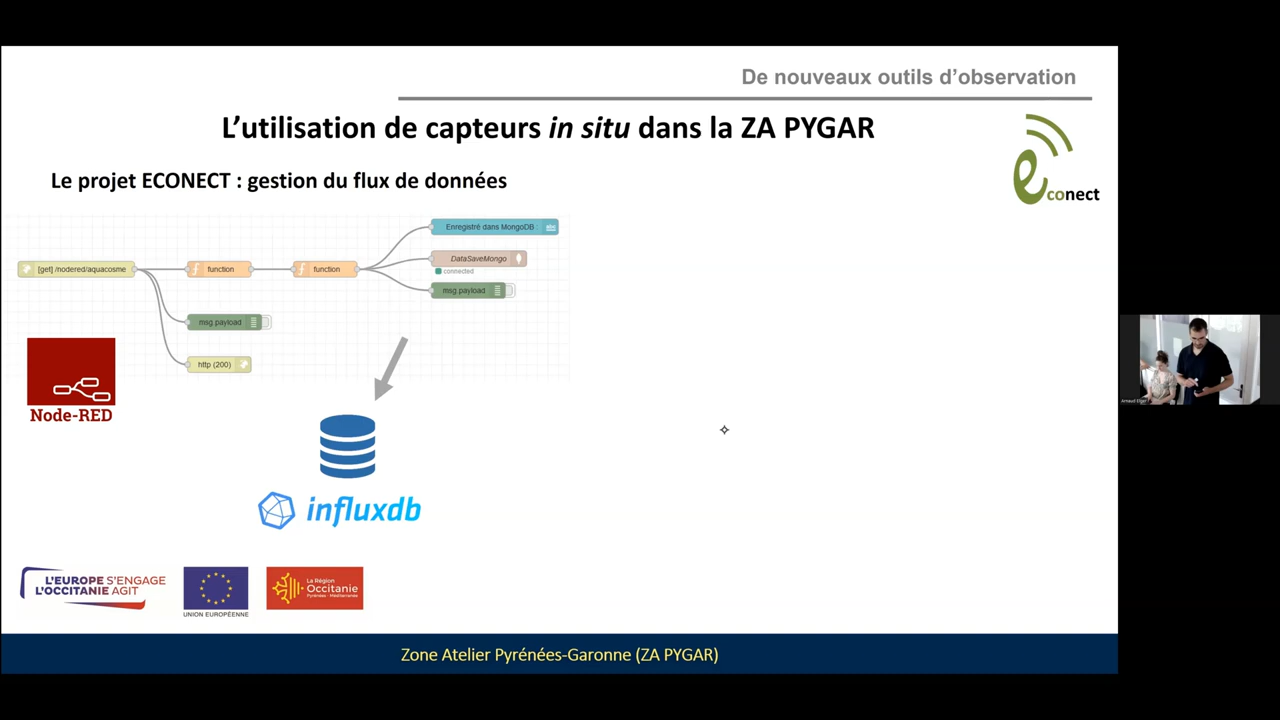 De nouveaux outils d'observation
L'utilisation de capteurs in situ dans la ZA PYGAR
econect
Le projet ECONECT : gestion du flux de données
Enregistré dans MongoDB :
abc
[get] /nodered/aquacosme
function
function
DataSaveMongo
connected
msg.payload
msg.payload
http (200)
Node-RED
influxdb
L'EUROPE S'ENGAGE
L'OCCITANIE AGIT
UNION EUROPÉENNE
La Région
Occitanie
Pyrénées - Méditerranée
Zone Atelier Pyrénées-Garonne (ZA PYGAR)